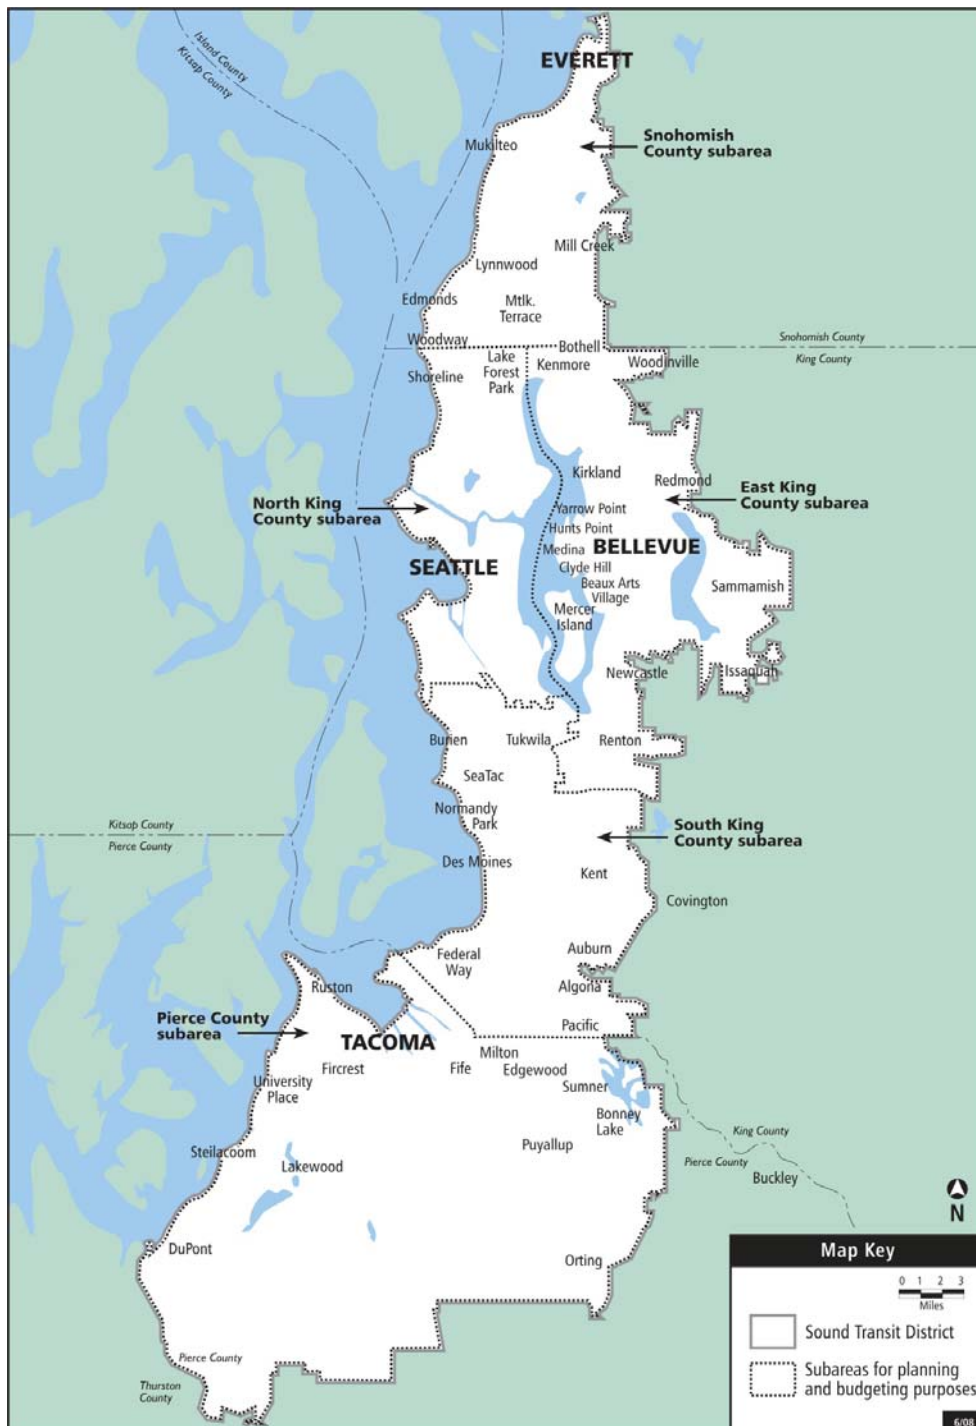 Island County
Kitsap County
EVERETT
Mukilteo
Snohomish
County subarea
Mill Creek
Lynnwood
Edmonds
Mtlk.
Terrace
Woodway
Bothell
Snohomish County
King County
Shoreline
Lake
Forest
Park
Kenmore
Woodinville
Kirkland
Redmond
North King
County subarea
East King
County subarea
Yarrow Point
Hunts Point
Medina
BELLEVUE
SEATTLE
Clyde Hill
Beaux Arts
Village
Sammamish
Mercer
Island
Newcastle
Issaquah
Burien
Tukwila
Renton
SeaTac
Normandy
Park
Kitsap County
Pierce County
South King
County subarea
Des Moines
Kent
Covington
Federal
Way
Auburn
Algona
Ruston
Pacific
Pierce County
subarea
TACOMA
Milton
Fircrest
Fife
Edgewood
University
Place
Sumner
Bonney
Lake
King County
Pierce County
Puyallup
Steilacoom
Lakewood
Buckley
N
DuPont
Orting
Pierce County
Thurston
County
Map Key
0 1 2 3
Miles
Sound Transit District
Subareas for planning
and budgeting purposes
6/08